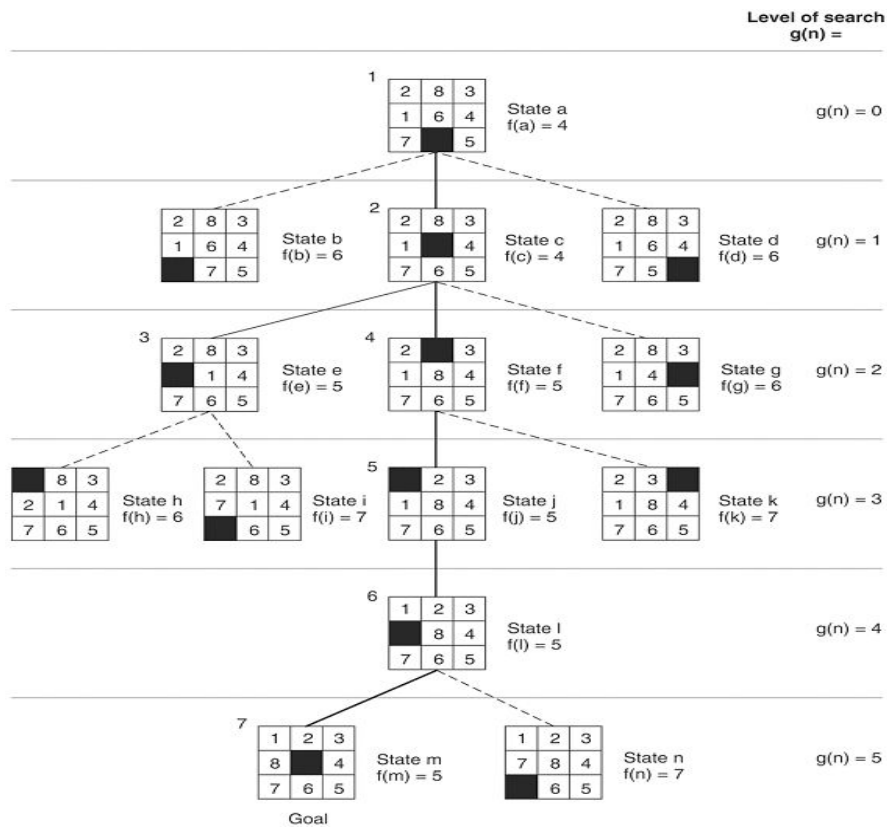 Level of search
g(n) =
1
2 8 3
1 6 4
7 5
State a
f(a) = 4
g(n) = 0
2 8 3
1 6 4
7 5
State b
f(b) = 6
2
2 8 3
1 4
7 6 5
State c
f(c) = 4
2 8 3
1 6 4
7 5
State d
f(d) = 6
g(n) = 1
3
2 8 3
1 4
7 6 5
State e
f(e) = 5
4
2 3
1 8 4
7 6 5
State f
f(f) = 5
2 8 3
1 4
7 6 5
State g
f(g) = 6
g(n) = 2
8 3
2 1 4
7 6 5
State h
f(h) = 6
2 8 3
7 1 4
6 5
State i
f(i) = 7
5
2 3
1 8 4
7 6 5
State j
f(j) = 5
2 3
1 8 4
7 6 5
State k
f(k) = 7
g(n) = 3
6
1 2 3
8 4
7 6 5
State l
f(l) = 5
g(n) = 4
7
1 2 3
8 4
7 6 5
State m
f(m) = 5
Goal
1 2 3
7 8 4
6 5
State n
f(n) = 7
g(n) = 5